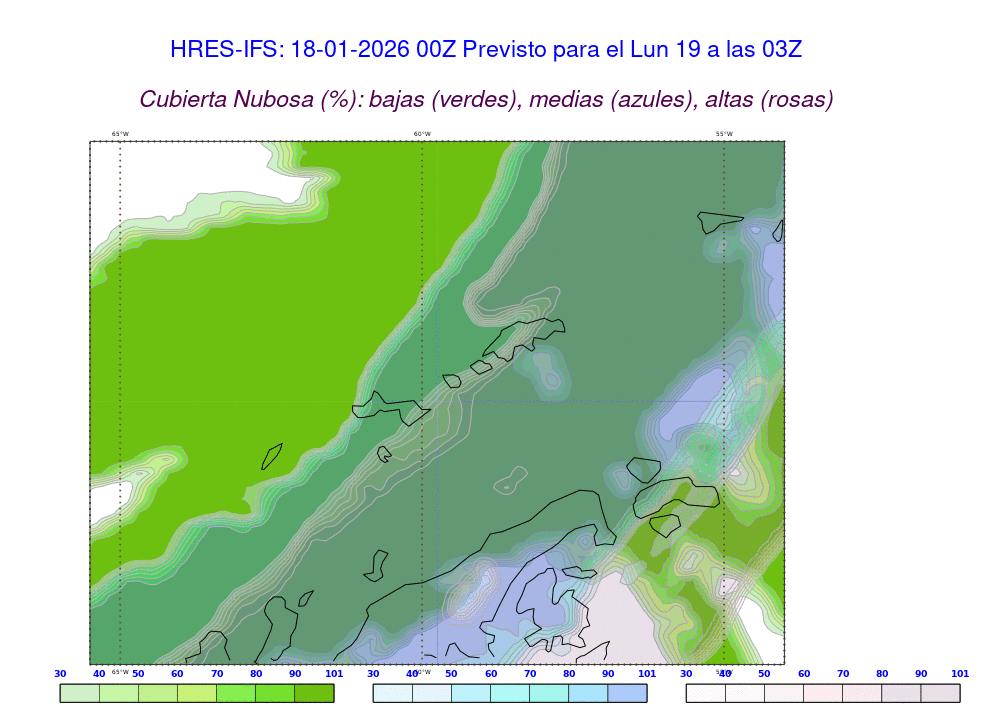 HRES-IFS: 18-01-2026 00Z Previsto para el Lun 19 a las 03Z
Cubierta Nubosa (%): bajas (verdes), medias (azules), altas (rosas)
65°W 60°W 55°W
65°W
30 40 50 60 70 80 90 101 30 40 50 60 70 80 90 101 30 40 50 60 70 80 90 101